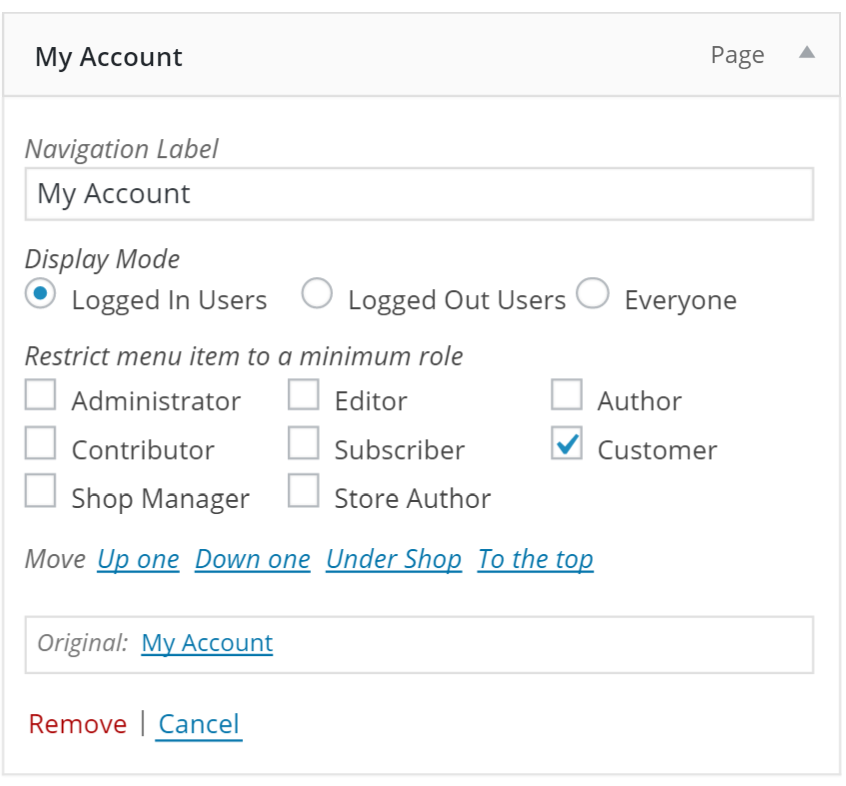 My Account Page
Navigation Label
My Account
Display Mode
Logged In Users Logged Out Users Everyone
Restrict menu item to a minimum role
Administrator Editor Author
Contributor Subscriber Customer
Shop Manager Store Author
Move Up one Down one Under Shop To the top
Original: My Account
Remove | Cancel